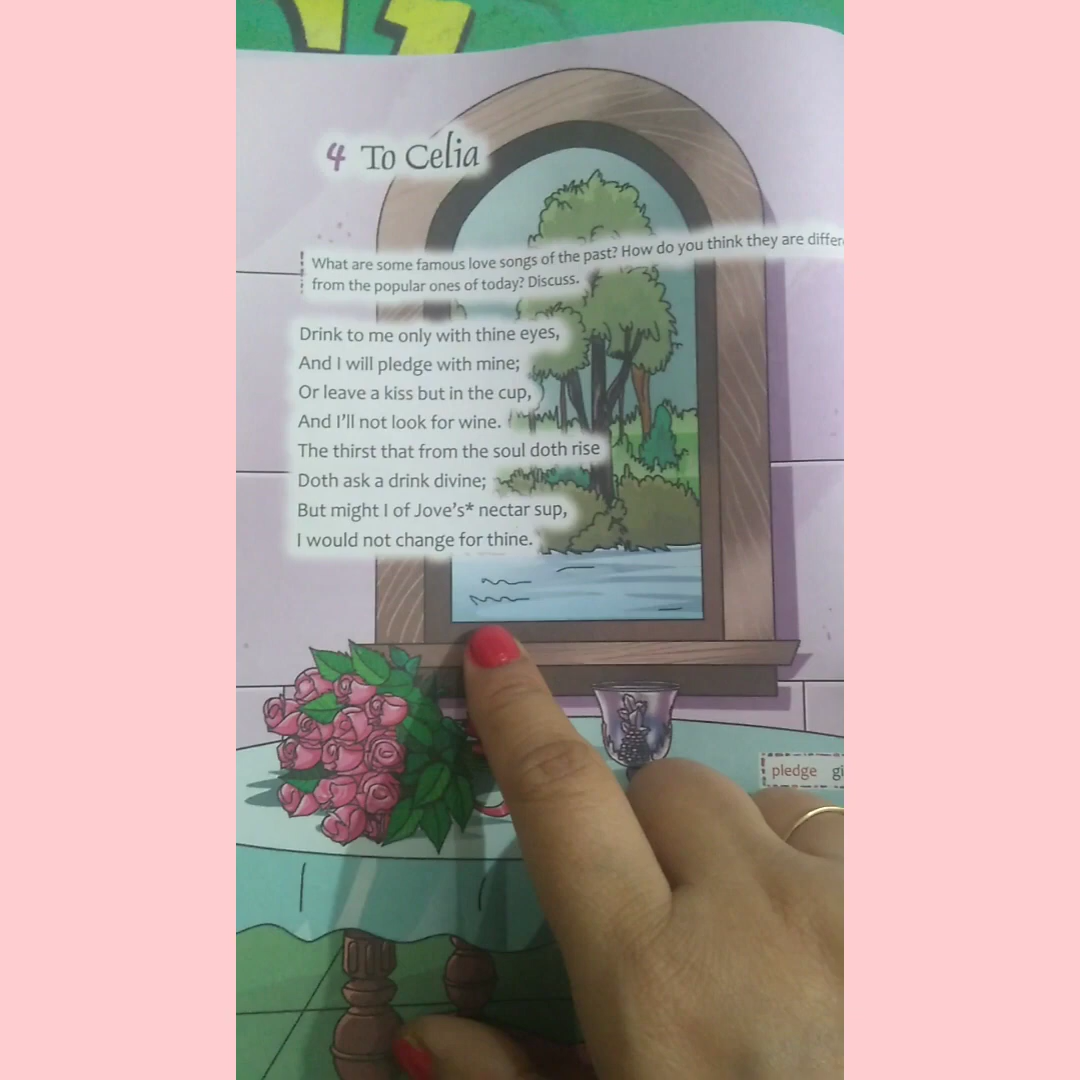 4 To Celia
What are some famous love songs of the past? How do you think they are
from the popular ones of today? Discuss.
Drink to me only with thine eyes,
And I will pledge with mine;
Or leave a kiss but in the cup,
And I'll not look for wine.
The thirst that from the soul doth rise
Doth ask a drink divine;
But might I of Jove's* nectar sup,
I would not change for thine.
pledge